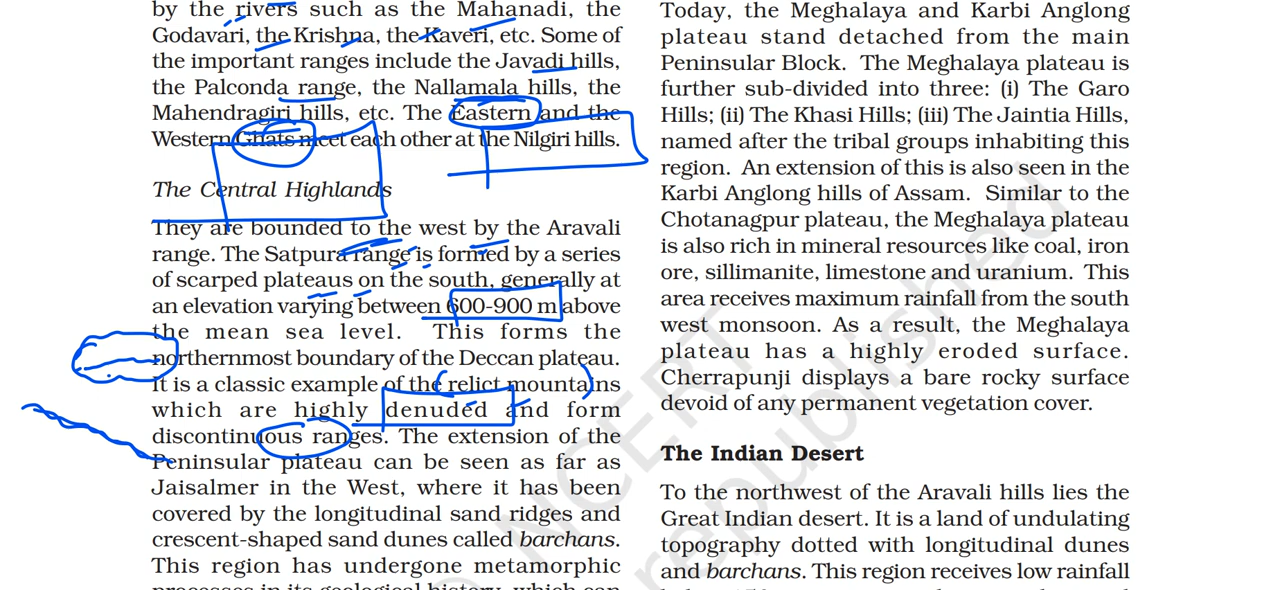 by the rivers such as the Mahanadi, the
Godavari, the Krishna, the Kaveri, etc. Some of
the important ranges include the Javadi hills,
the Palconda range, the Nallamala hills, the
Mahendragiri hills, etc. The Eastern and the
Western Ghats meet each other at the Nilgiri hills.
The Central Highlands
They are bounded to the west by the Aravali
range. The Satpura range is formed by a series
of scarped plateaus on the south, generally at
an elevation varying between 600-900 m above
the mean sea level. This forms the
northernmost boundary of the Deccan plateau.
It is a classic example of the relict mountains
which are highly denuded and form
discontinuous ranges. The extension of the
Peninsular plateau can be seen as far as
Jaisalmer in the West, where it has been
covered by the longitudinal sand ridges and
crescent-shaped sand dunes called barchans.
This region has undergone metamorphic
processes in its geological history, which can
Today, the Meghalaya and Karbi Anglong
plateau stand detached from the main
Peninsular Block. The Meghalaya plateau is
further sub-divided into three: (i) The Garo
Hills; (ii) The Khasi Hills; (iii) The Jaintia Hills,
named after the tribal groups inhabiting this
region. An extension of this is also seen in the
Karbi Anglong hills of Assam. Similar to the
Chotanagpur plateau, the Meghalaya plateau
is also rich in mineral resources like coal, iron
ore, sillimanite, limestone and uranium. This
area receives maximum rainfall from the south
west monsoon. As a result, the Meghalaya
plateau has a highly eroded surface.
Cherrapunji displays a bare rocky surface
devoid of any permanent vegetation cover.
The Indian Desert
To the northwest of the Aravali hills lies the
Great Indian desert. It is a land of undulating
topography dotted with longitudinal dunes
and barchans. This region receives low rainfall
© NCERT
republished